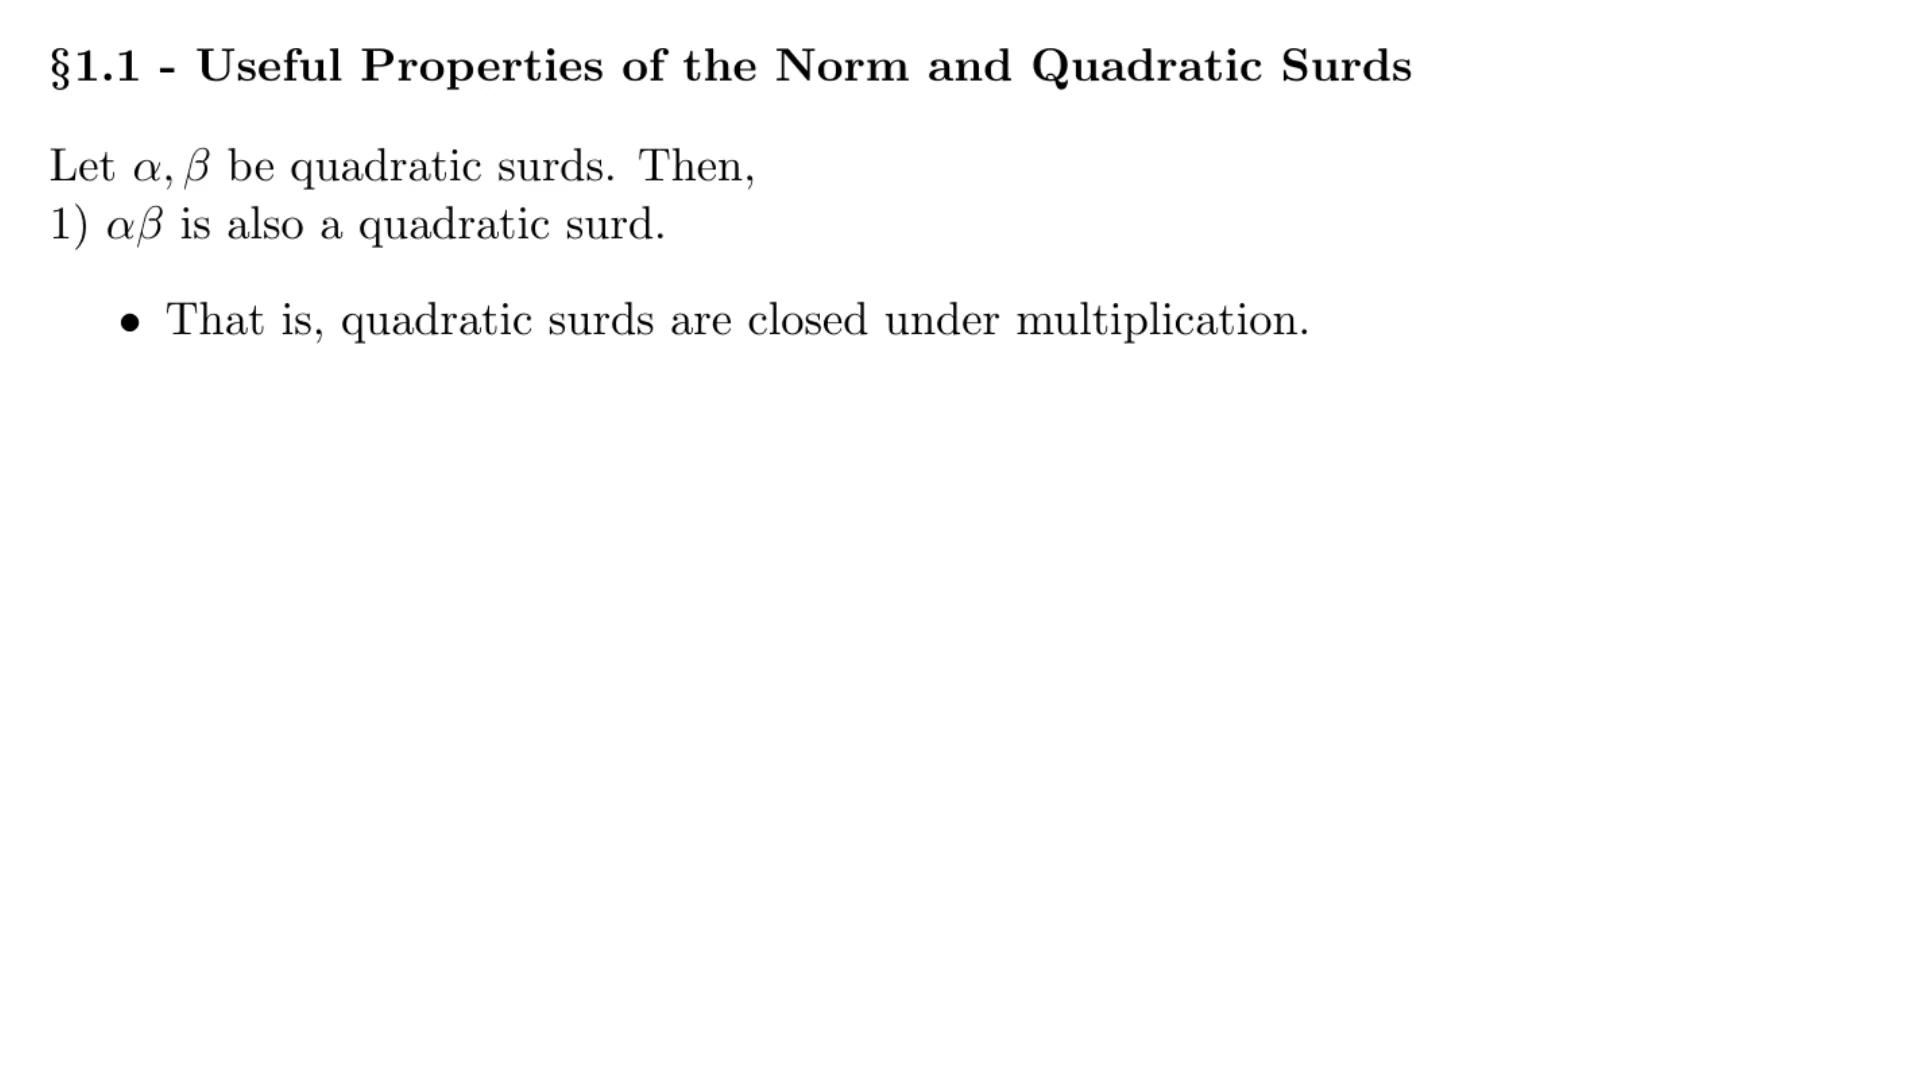 §1.1 - Useful Properties of the Norm and Quadratic Surds
Let α, β be quadratic surds. Then,
1) αβ is also a quadratic surd.
• That is, quadratic surds are closed under multiplication.